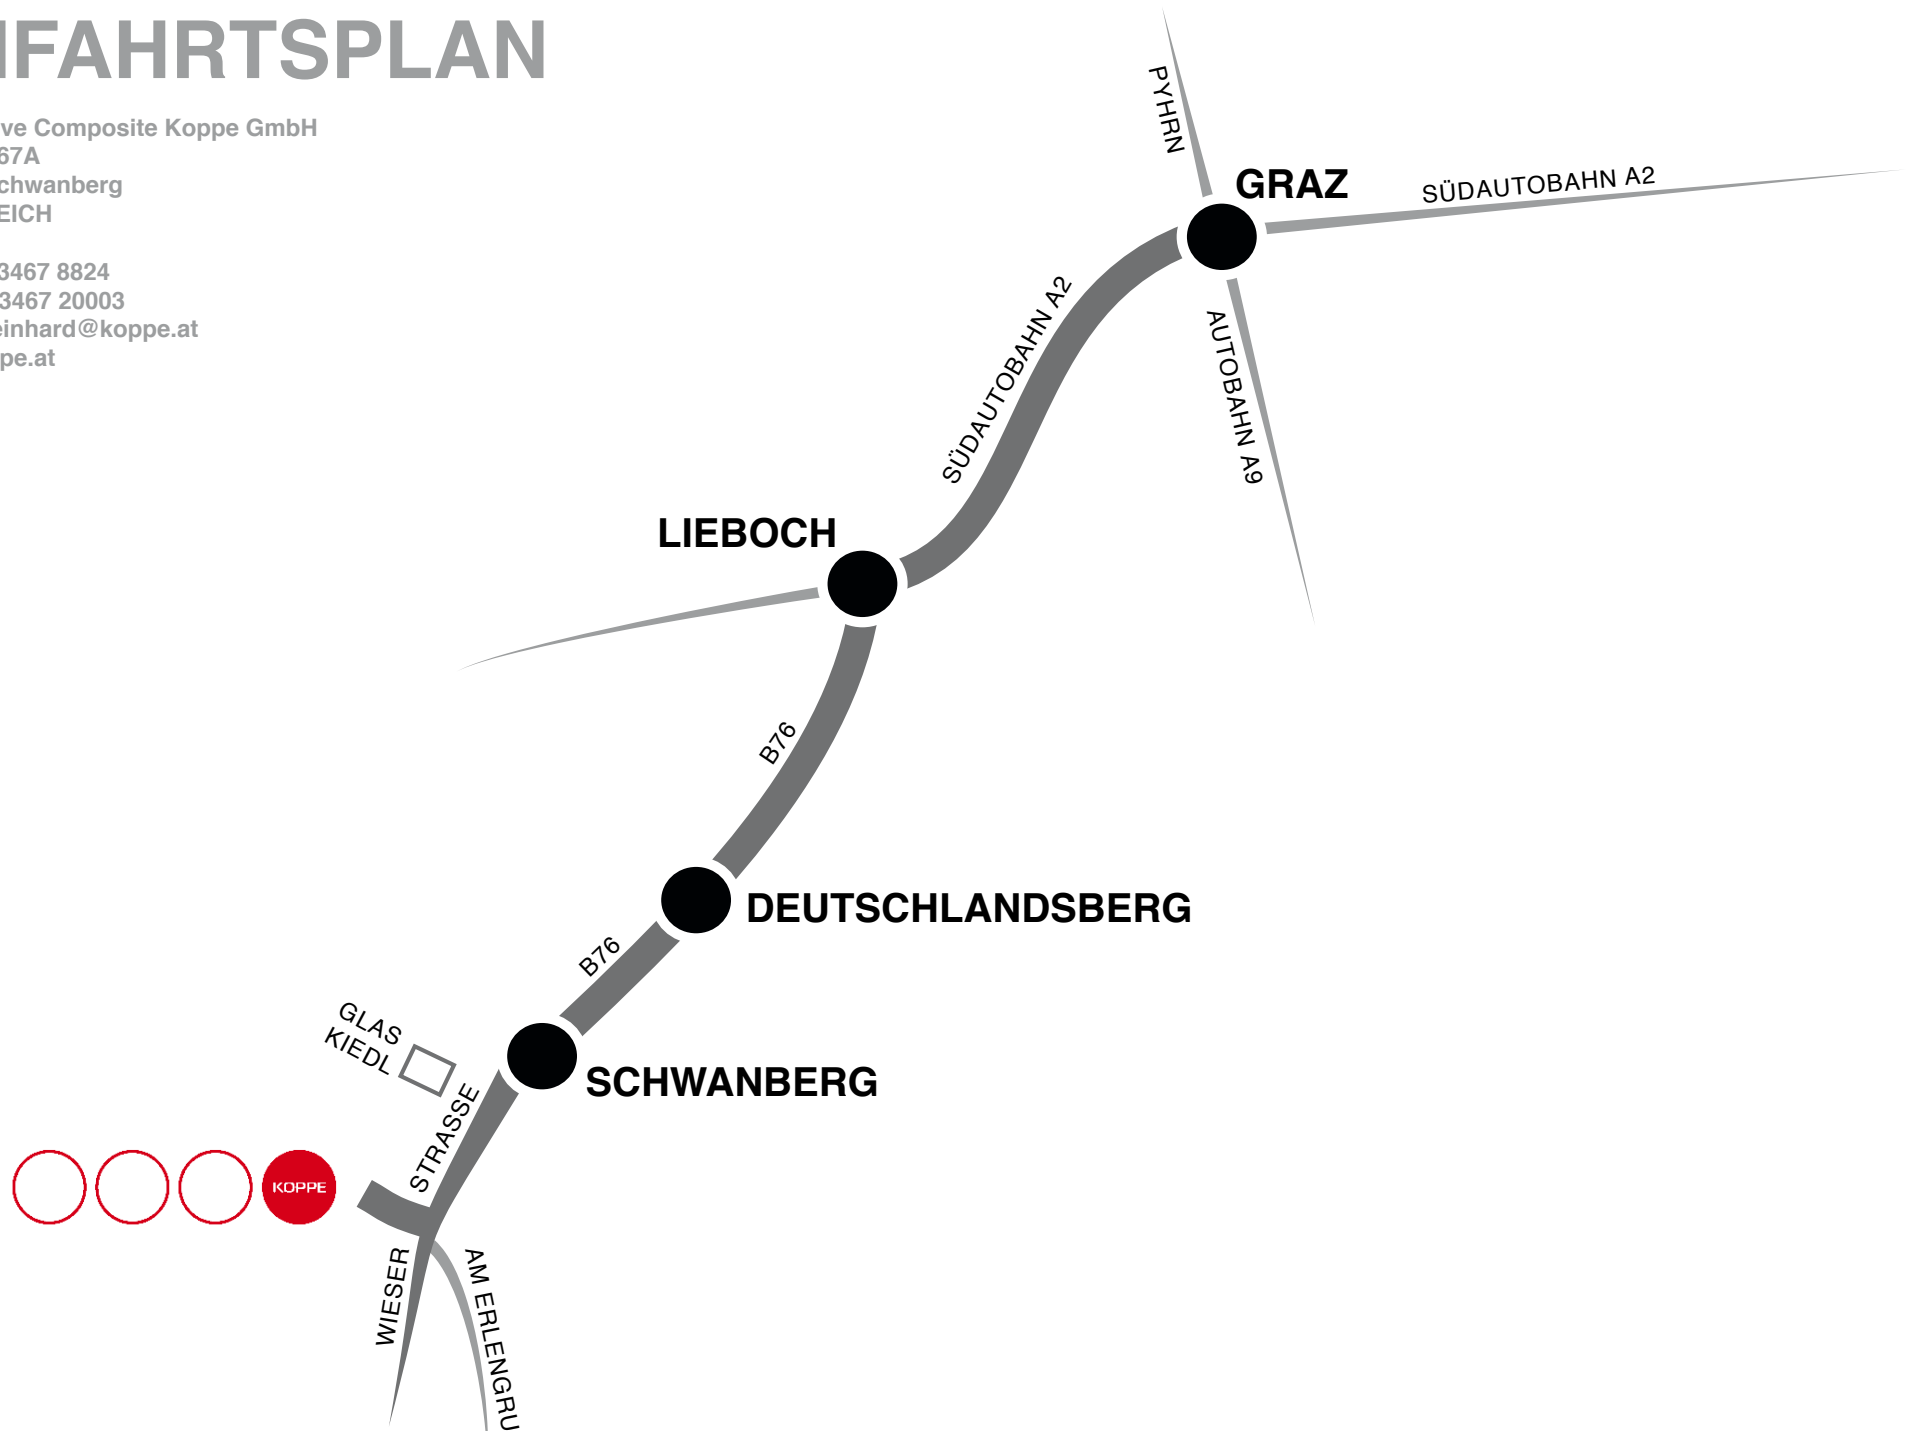 NFAHRTSPLAN
ve Composite Koppe GmbH
67A
chwanberg
EICH
3467 8824
3467 20003
einhard@koppe.at
pe.at
PYHRN
GRAZ
SÜDAUTOBAHN A2
SÜDAUTOBAHN A2
AUTOBAHN A9
LIEBOCH
B76
DEUTSCHLANDSBERG
B76
GLAS
KIEDL
SCHWANBERG
STRASSE
KOPPE
WIESER
AM ERLENGRU